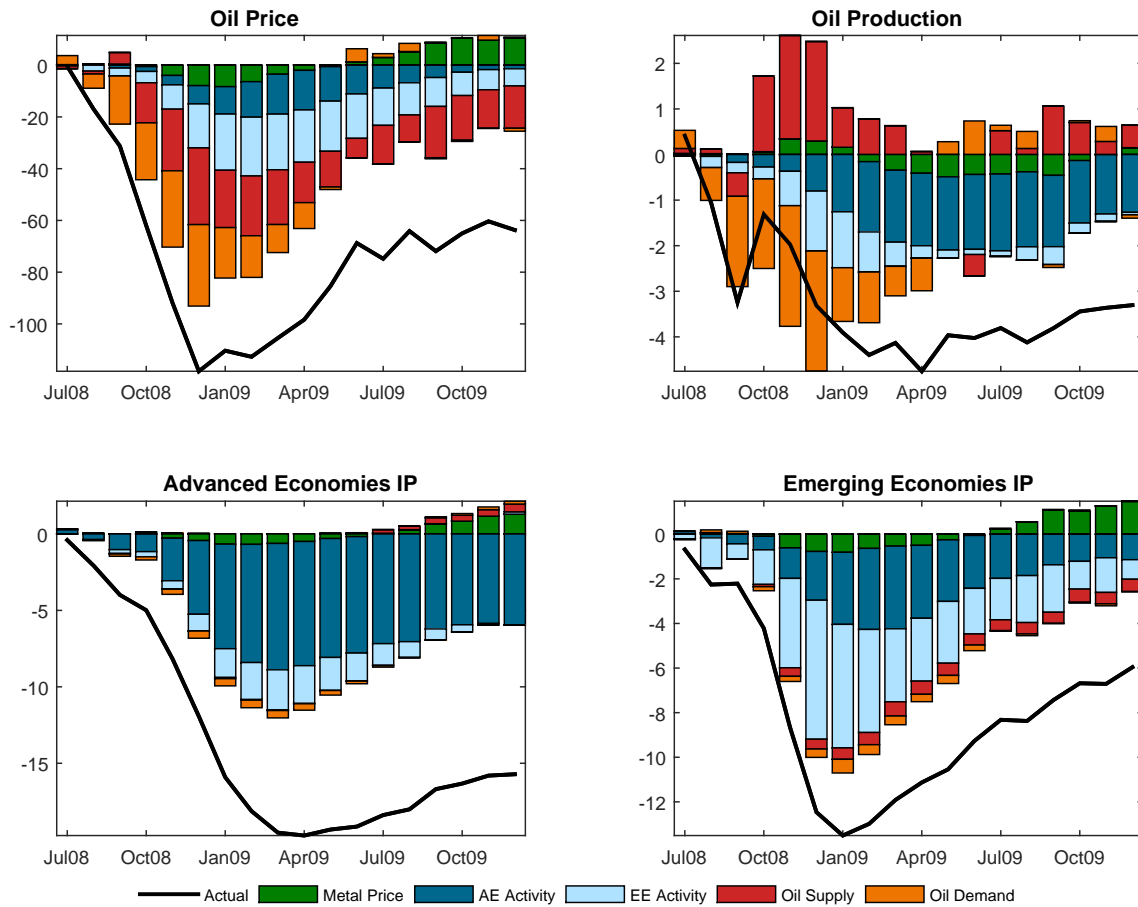 Oil Price
0
-20
-40
-60
-80
-100
Jul08 Oct08 Jan09 Apr09 Jul09 Oct09
Oil Production
2
1
0
-1
-2
-3
-4
Jul08 Oct08 Jan09 Apr09 Jul09 Oct09
Advanced Economies IP
0
-5
-10
-15
Jul08 Oct08 Jan09 Apr09 Jul09 Oct09
Emerging Economies IP
0
-2
-4
-6
-8
-10
-12
Jul08 Oct08 Jan09 Apr09 Jul09 Oct09
Actual Metal Price AE Activity EE Activity Oil Supply Oil Demand